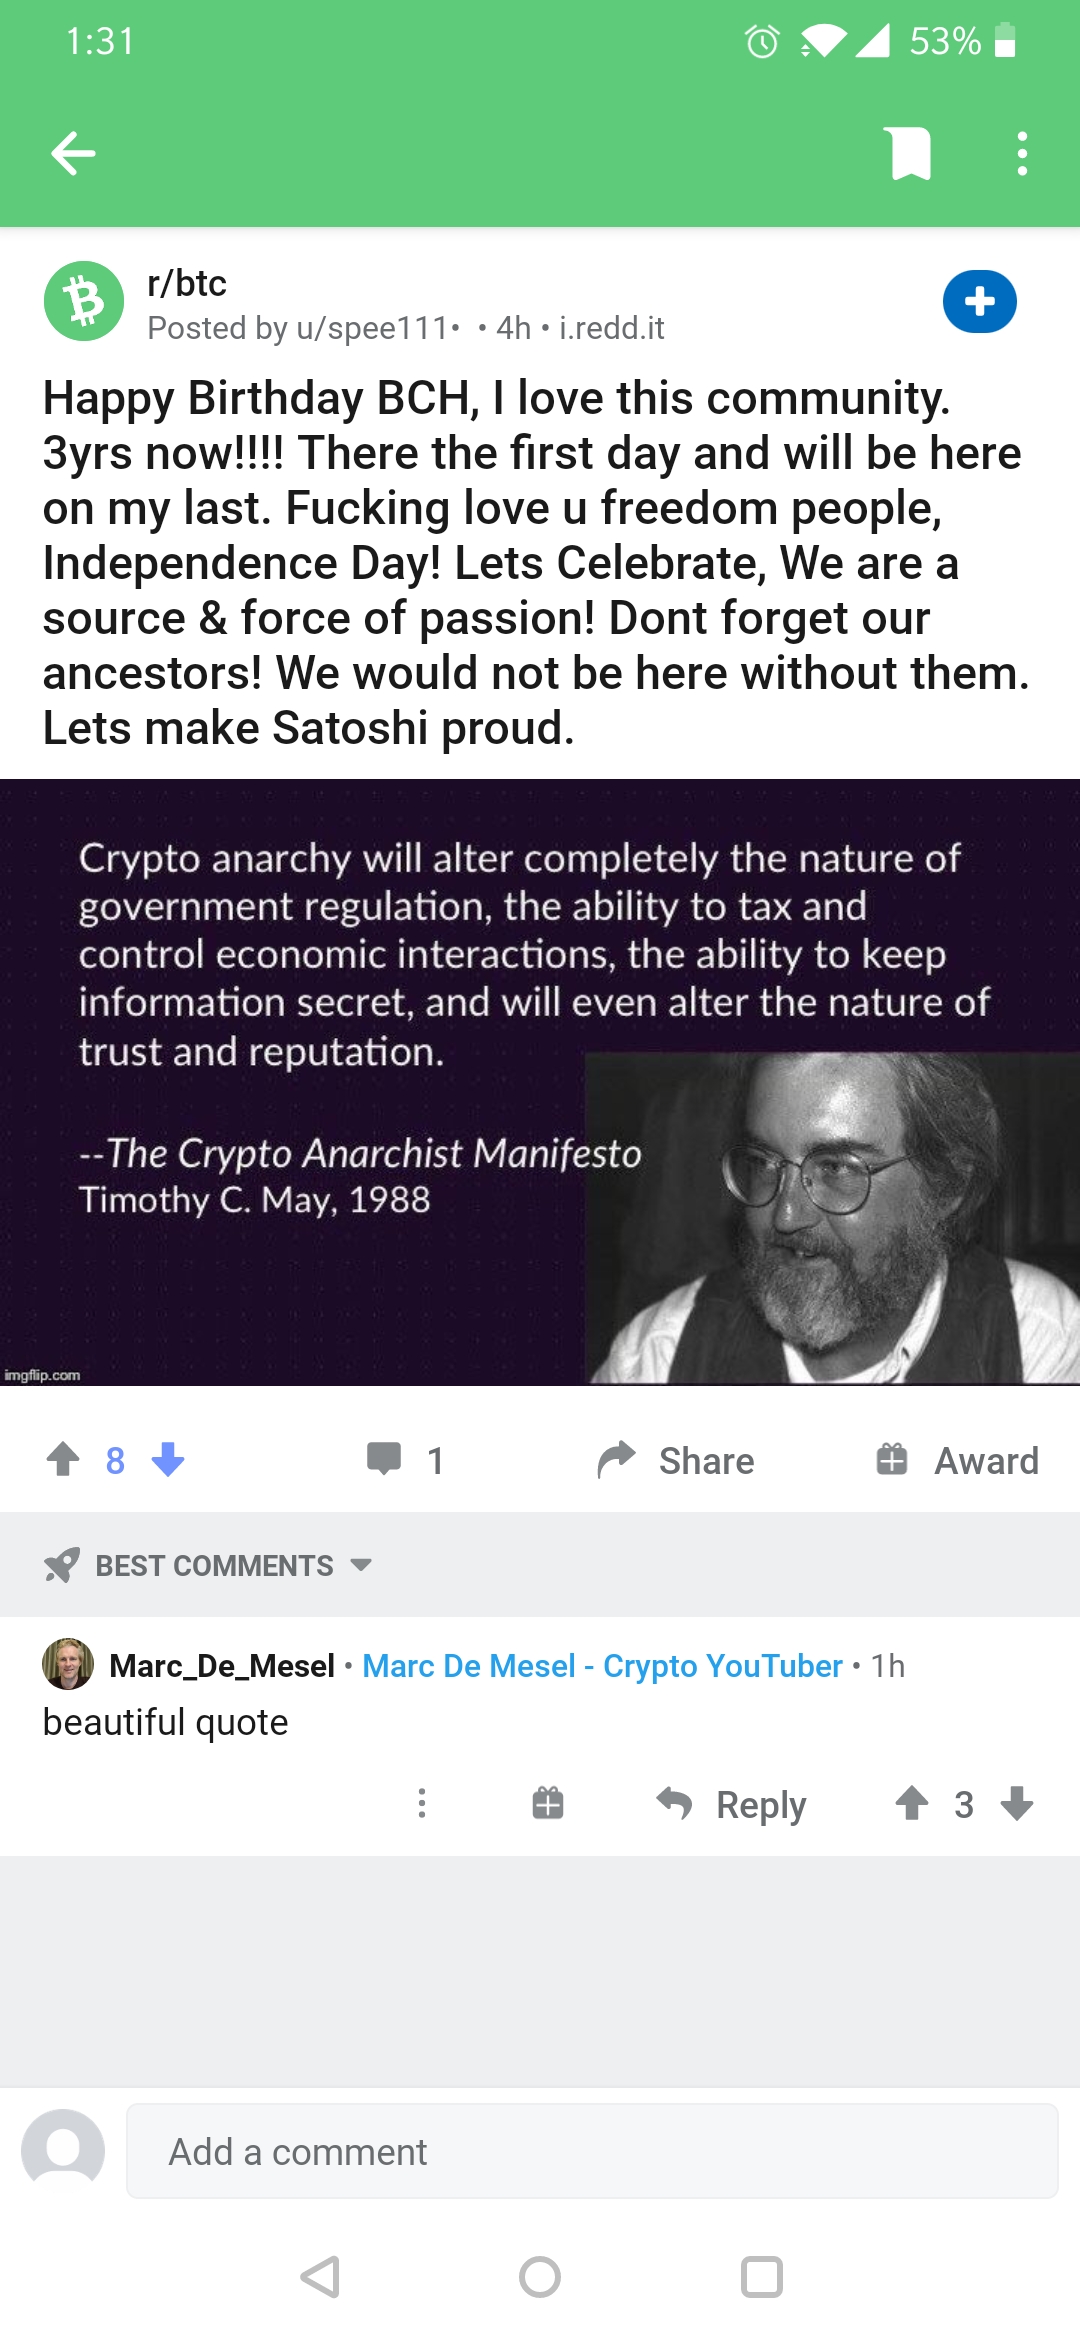 1:31
53%
r/btc
Posted by u/spee111• • 4h • i.redd.it
Happy Birthday BCH, I love this community.
3yrs now!!!! There the first day and will be here
on my last. Fucking love u freedom people,
Independence Day! Lets Celebrate, We are a
source & force of passion! Dont forget our
ancestors! We would not be here without them.
Lets make Satoshi proud.
Crypto anarchy will alter completely the nature of
government regulation, the ability to tax and
control economic interactions, the ability to keep
information secret, and will even alter the nature of
trust and reputation.
--The Crypto Anarchist Manifesto
Timothy C. May, 1988
imgflip.com
8
1
Share
Award
BEST COMMENTS
Marc_De_Mesel • Marc De Mesel - Crypto YouTuber • 1h
beautiful quote
Reply
3
Add a comment